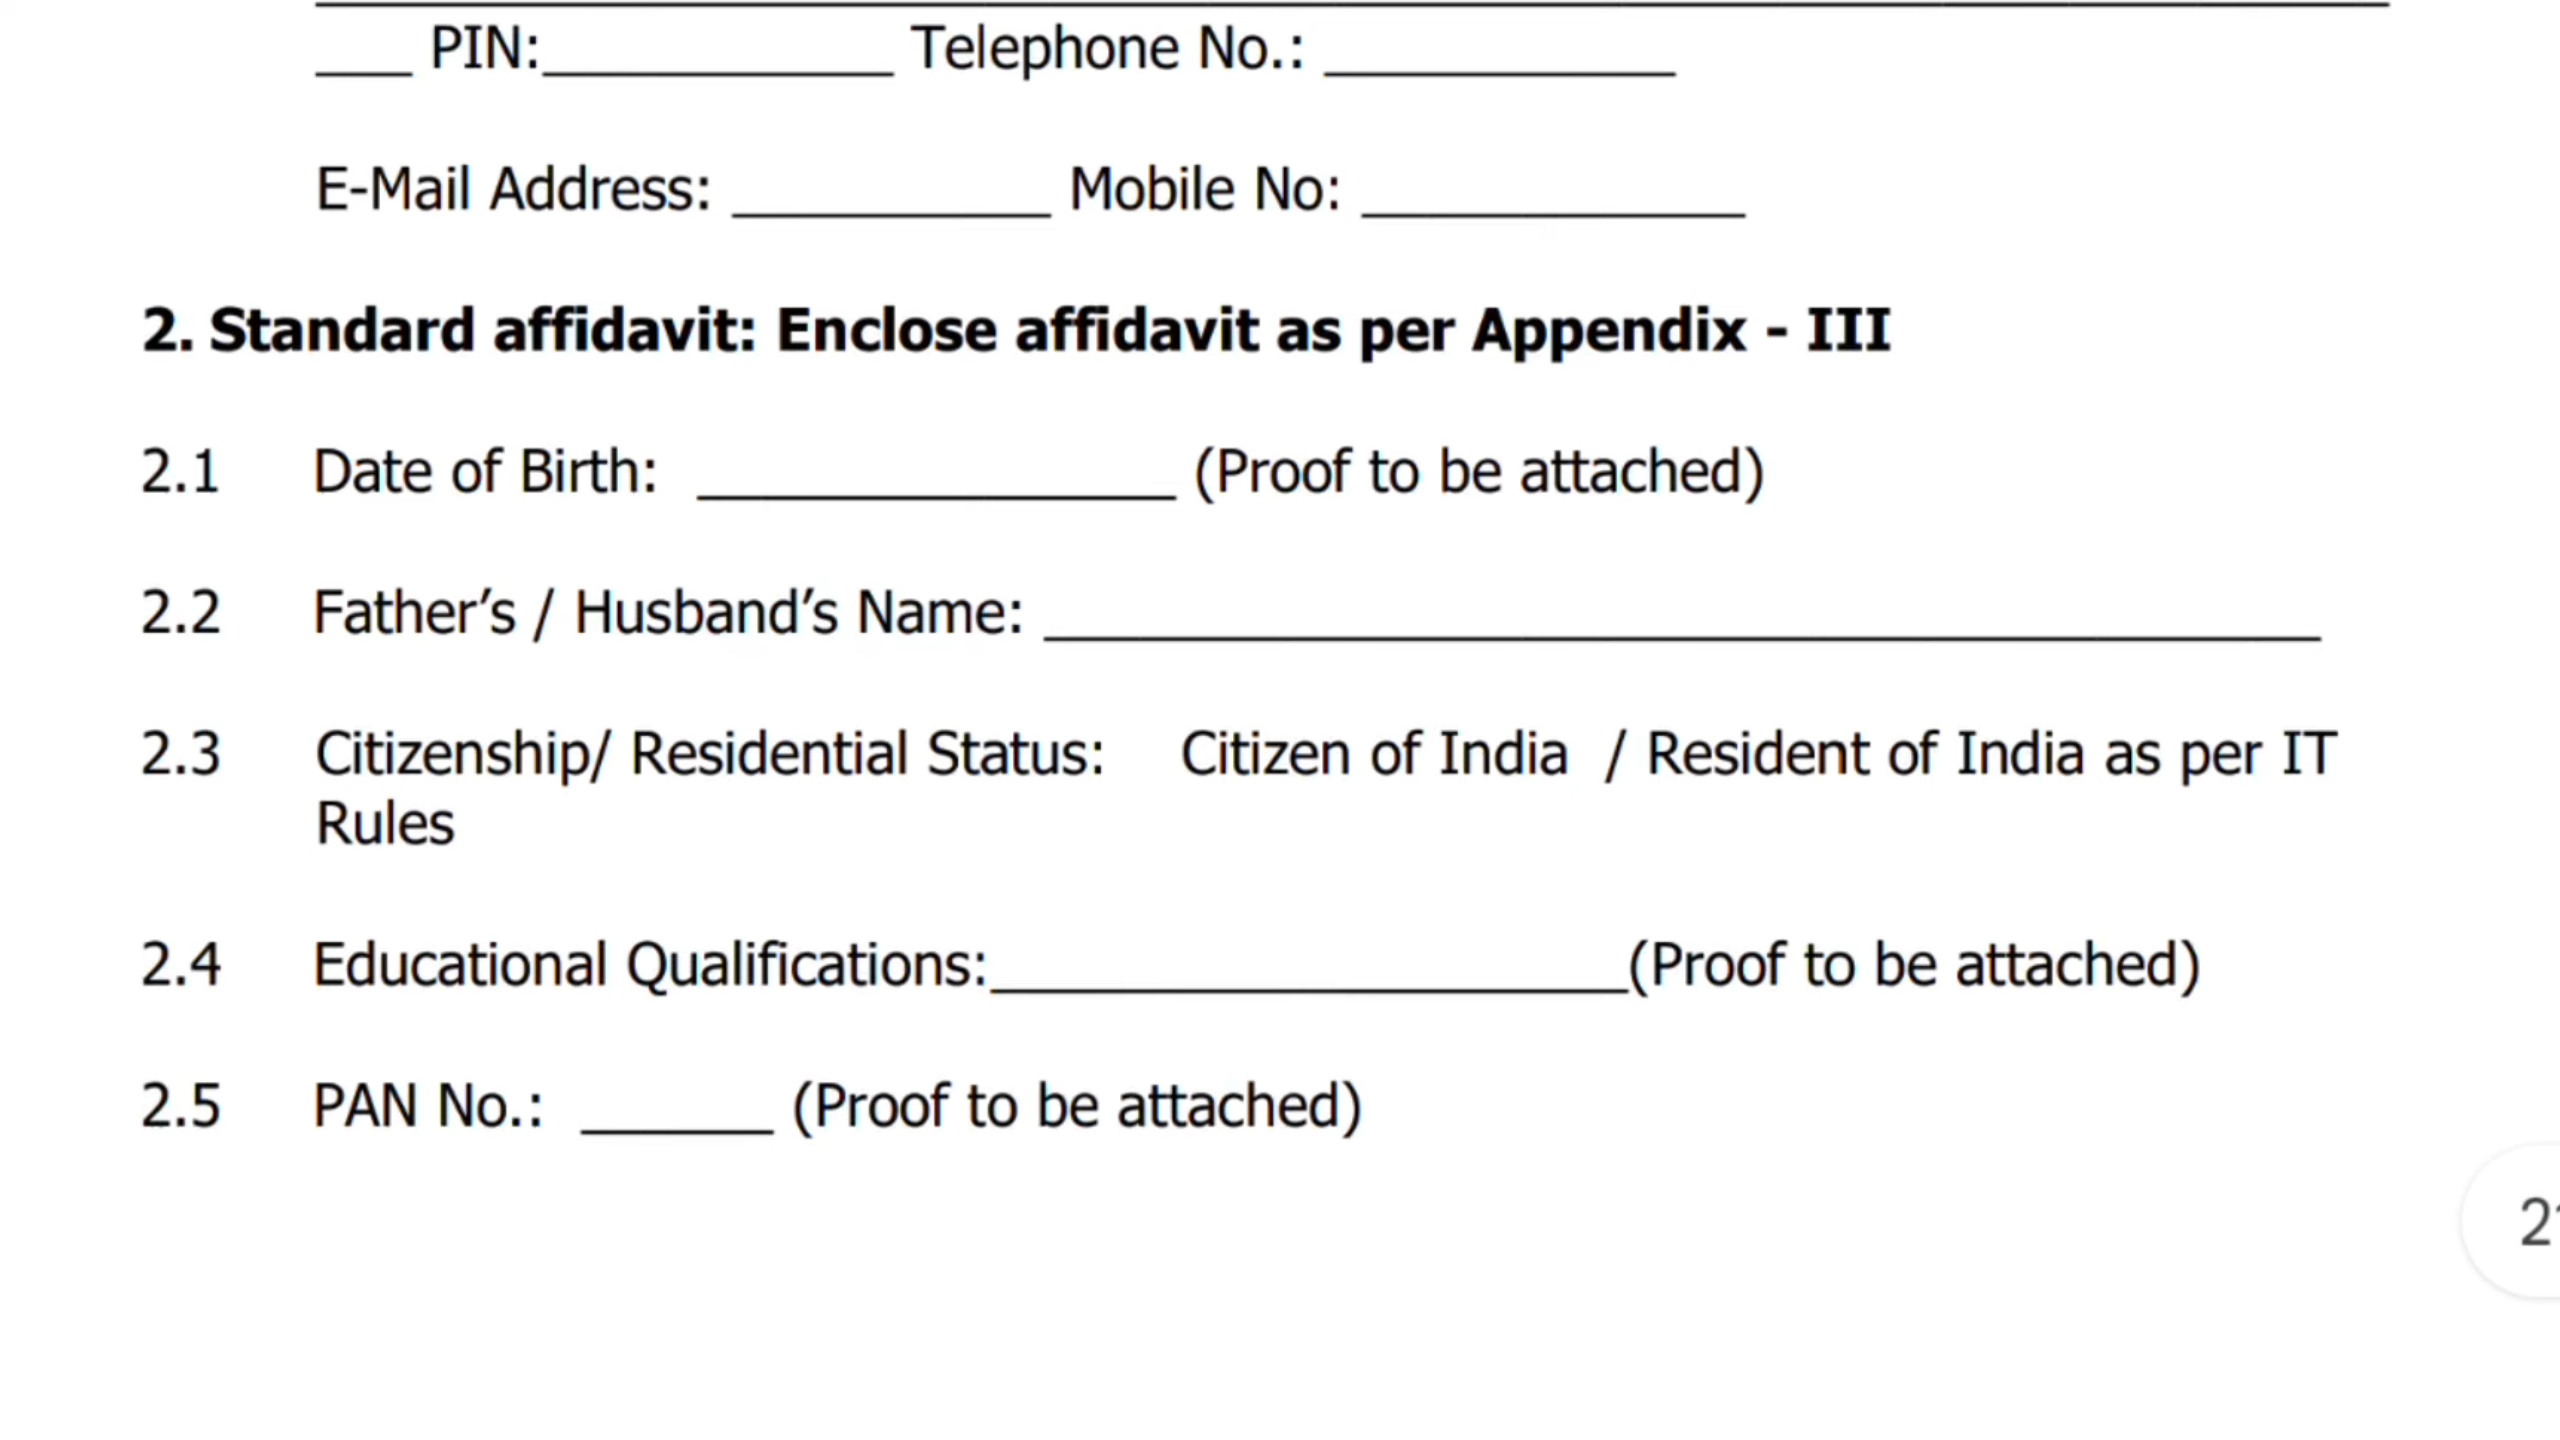 ___ PIN:___________ Telephone No.: ___________
E-Mail Address: __________ Mobile No: ____________
2. Standard affidavit: Enclose affidavit as per Appendix - III
2.1 Date of Birth: _______________ (Proof to be attached)
2.2 Father’s / Husband’s Name: ________________________________________
2.3 Citizenship/ Residential Status: Citizen of India / Resident of India as per IT
Rules
2.4 Educational Qualifications:____________________(Proof to be attached)
2.5 PAN No.: ______ (Proof to be attached)